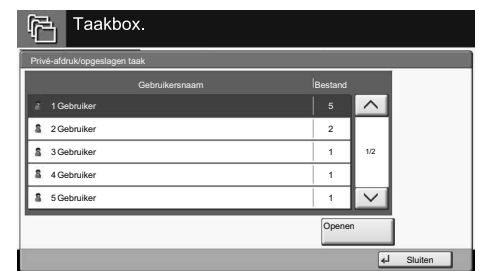 Taakbox.
Privé-afdruk/opgeslagen taak
Gebruikersnaam Bestand
1 Gebruiker 5
2 Gebruiker 2
3 Gebruiker 1
1/2
4 Gebruiker 1
5 Gebruiker 1
Openen
Sluiten